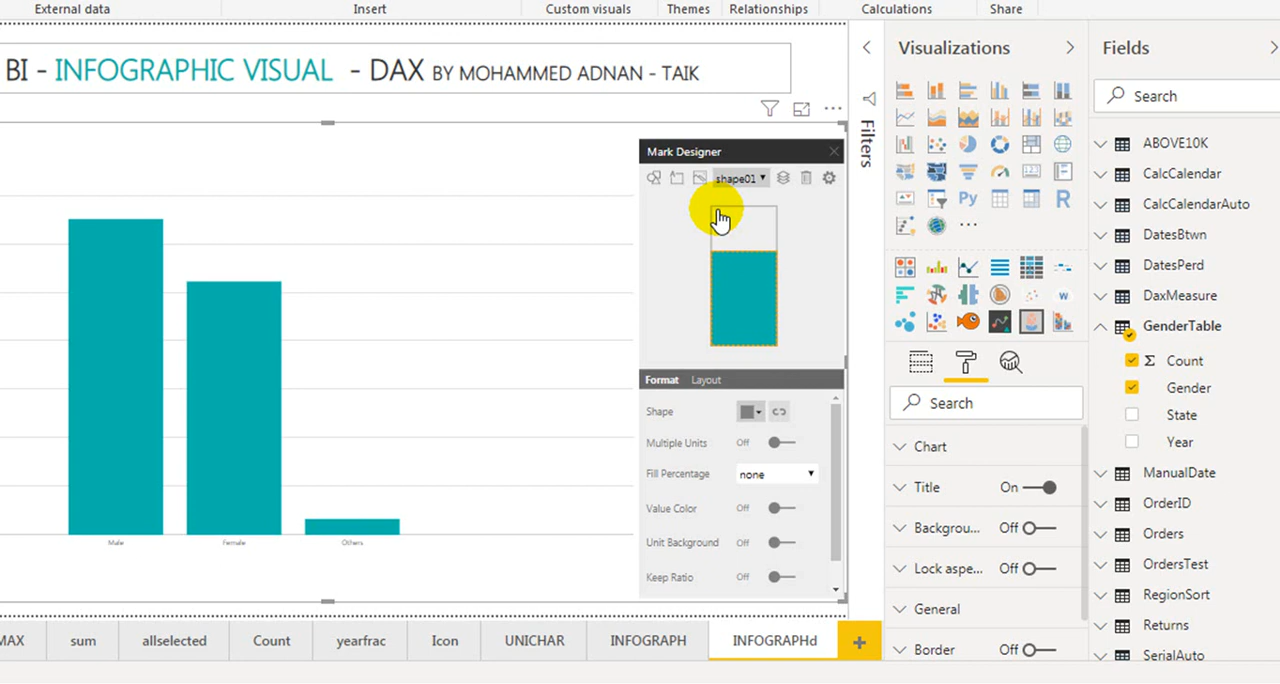 External data Insert Custom visuals Themes Relationships Calculations Share
BI - INFOGRAPHIC VISUAL - DAX BY MOHAMMED ADNAN - TAIK
Male Female Others
Mark Designer
shape01
Format Layout
Shape
Multiple Units Off
Fill Percentage none
Value Color Off
Unit Background Off
Keep Ratio Off
Filters
Visualizations
Py R
W
Search
Chart
Title On
Backgrou... Off
Lock aspe... Off
General
Border Off
Fields
Search
ABOVE10K
CalcCalendar
CalcCalendarAuto
DatesBtwn
DatesPerd
DaxMeasure
GenderTable
Σ Count
Gender
State
Year
ManualDate
OrderID
Orders
OrdersTest
RegionSort
Returns
SerialAuto
MAX sum allselected Count yearfrac Icon UNICHAR INFOGRAPH INFOGRAPHd